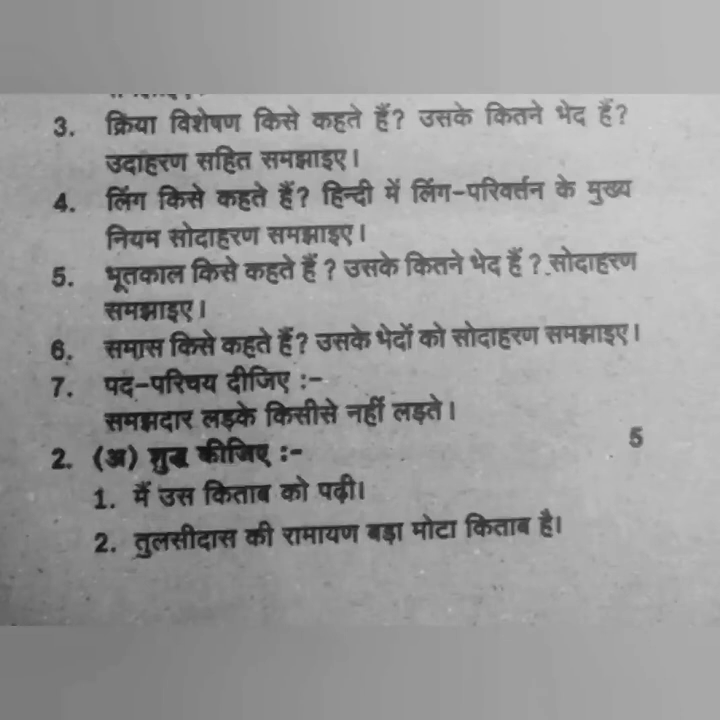 3. क्रिया विशेषण किसे कहते हैं? उसके कितने भेद हैं?
उदाहरण सहित समझाइए।
4. लिंग किसे कहते हैं? हिन्दी में लिंग-परिवर्तन के मुख्य
नियम सोदाहरण समझाइए।
5. भूतकाल किसे कहते हैं ? उसके कितने भेद हैं ? सोदाहरण
समझाइए।
6. समास किसे कहते हैं? उसके भेदों को सोदाहरण समझाइए।
7. पद-परिचय दीजिए :-
समझदार लड़के किसीसे नहीं लड़ते।
2. (अ) शुद्ध कीजिए :- 5
1. मैं उस किताब को पढ़ी।
2. तुलसीदास की रामायण बड़ा मोटा किताब है।